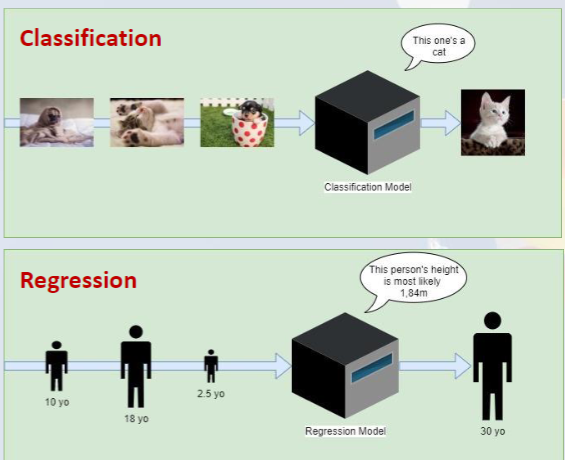 Classification
This one's a
cat
Classification Model
Regression
This person's height
is most likely
1,84m
10 yo
18 yo
2.5 yo
Regression Model
30 yo